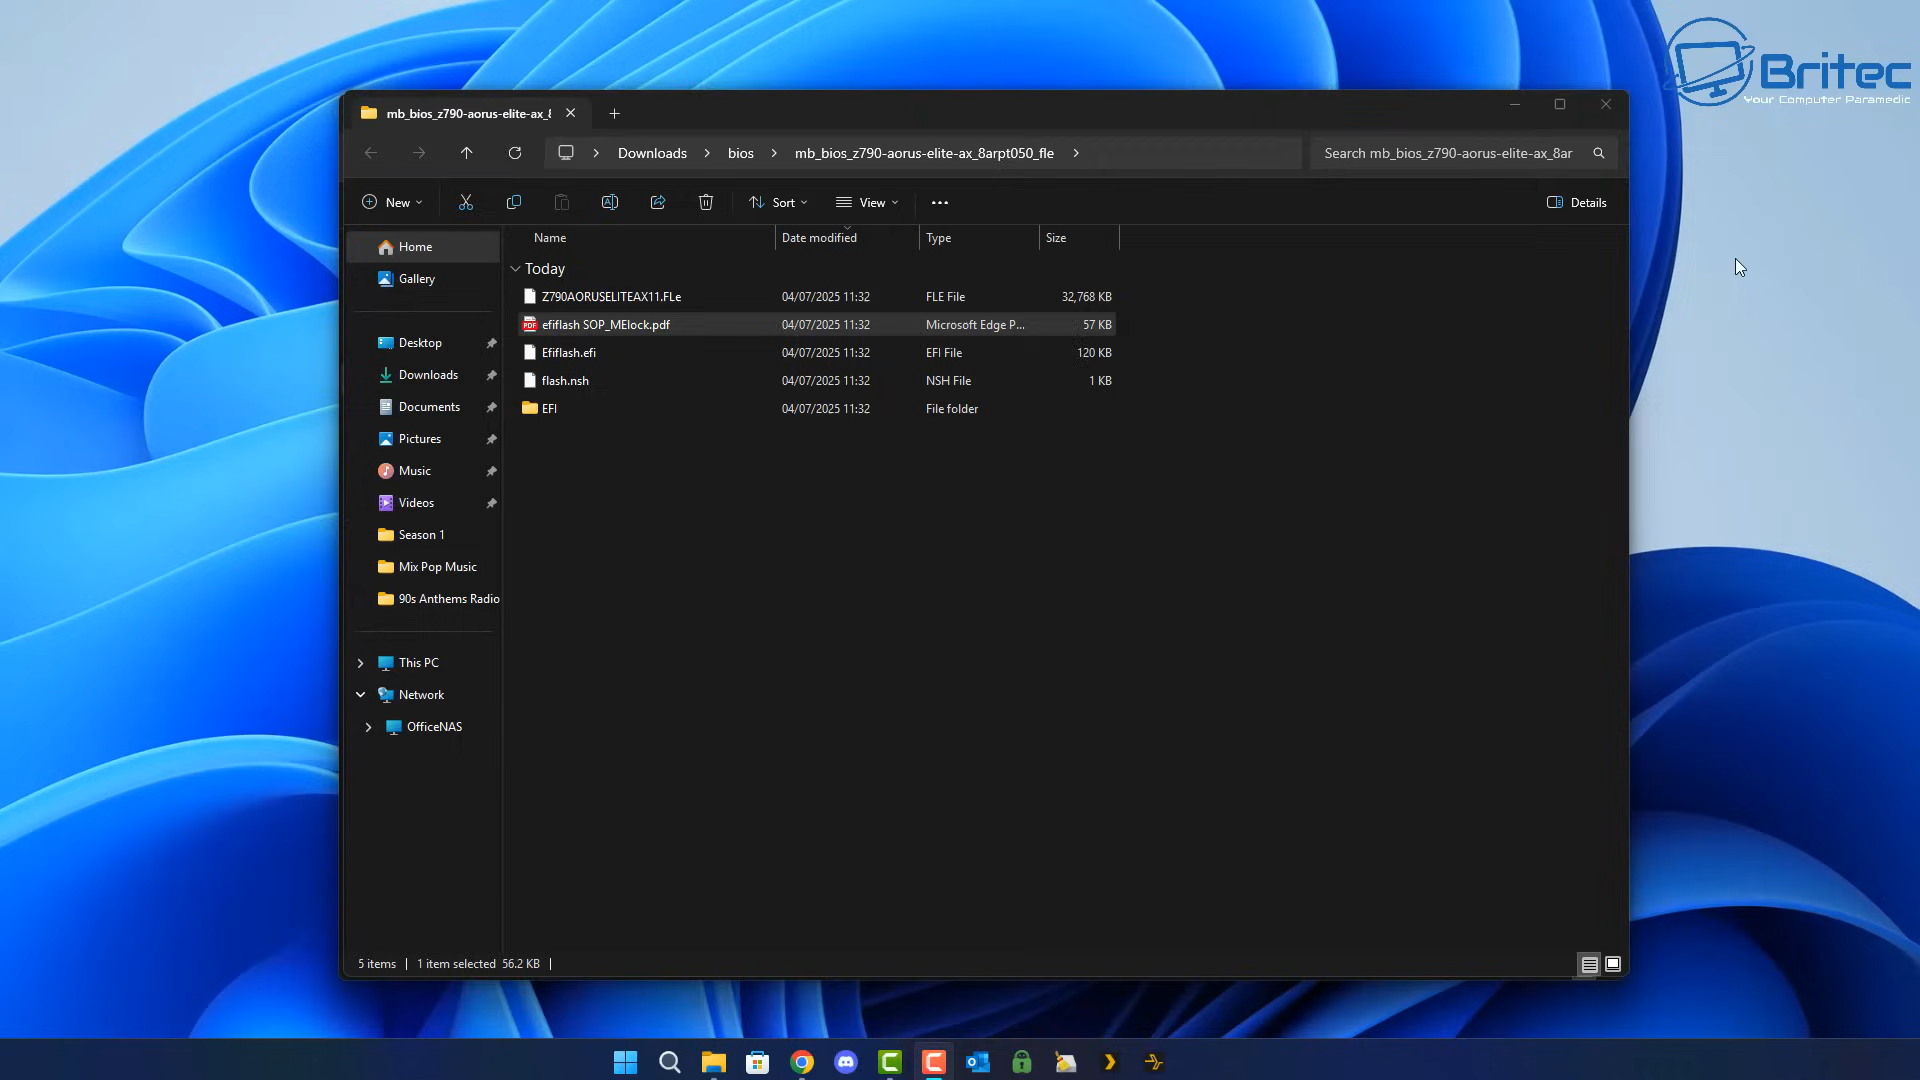 Britec
Your Computer Paramedic
mb_bios_z790-aorus-elite-ax_8
Downloads
bios
mb_bios_z790-aorus-elite-ax_8arpt050_fle
Search mb_bios_z790-aorus-elite-ax_8ar
New
Sort
View
Details
Name
Date modified
Type
Size
Home
Gallery
Desktop
Downloads
Documents
Pictures
Music
Videos
Season 1
Mix Pop Music
90s Anthems Radio
This PC
Network
OfficeNAS
Today
Z790AORUSELITEAX11.FLe 04/07/2025 11:32 FLE File 32,768 KB
PDF efiflash SOP_MElock.pdf 04/07/2025 11:32 Microsoft Edge P... 57 KB
Efiflash.efi 04/07/2025 11:32 EFI File 120 KB
flash.nsh 04/07/2025 11:32 NSH File 1 KB
EFI 04/07/2025 11:32 File folder
5 items | 1 item selected 56.2 KB |